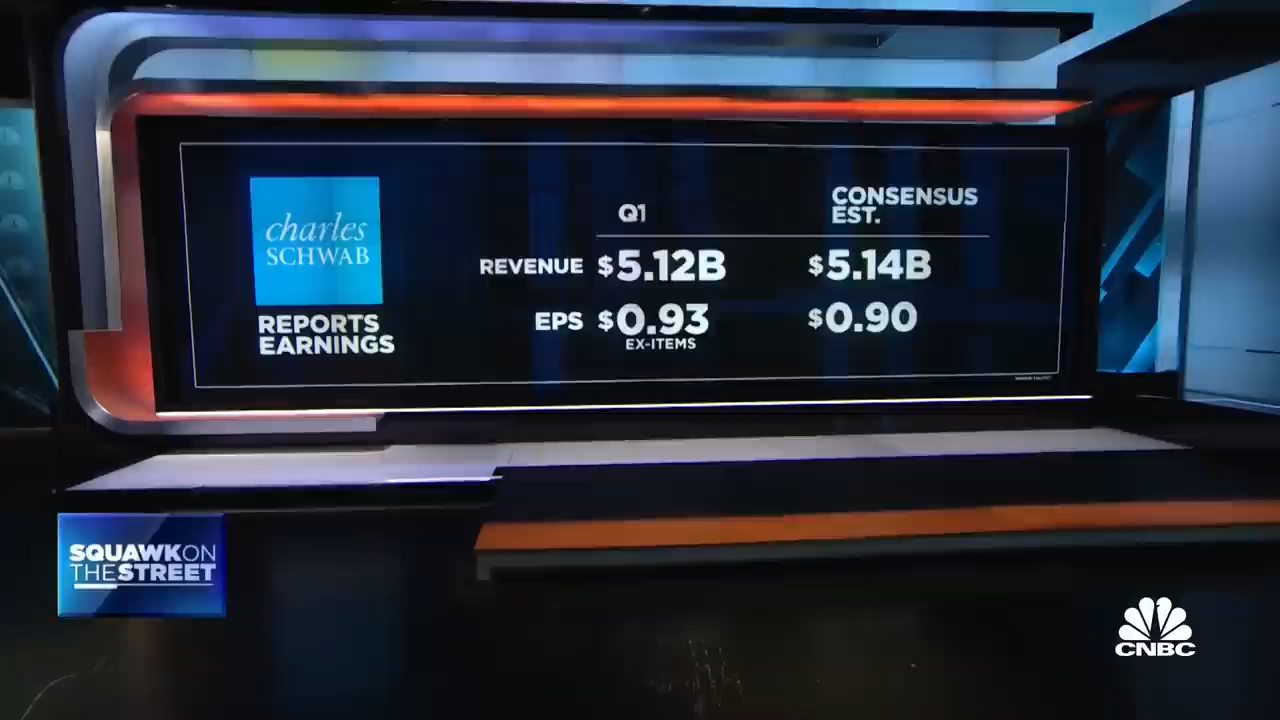 charles
SCHWAB
REPORTS
EARNINGS
Q1
CONSENSUS
EST.
REVENUE $5.12B $5.14B
EPS $0.93 $0.90
EX-ITEMS
SQUAWK ON
THE STREET
CNBC